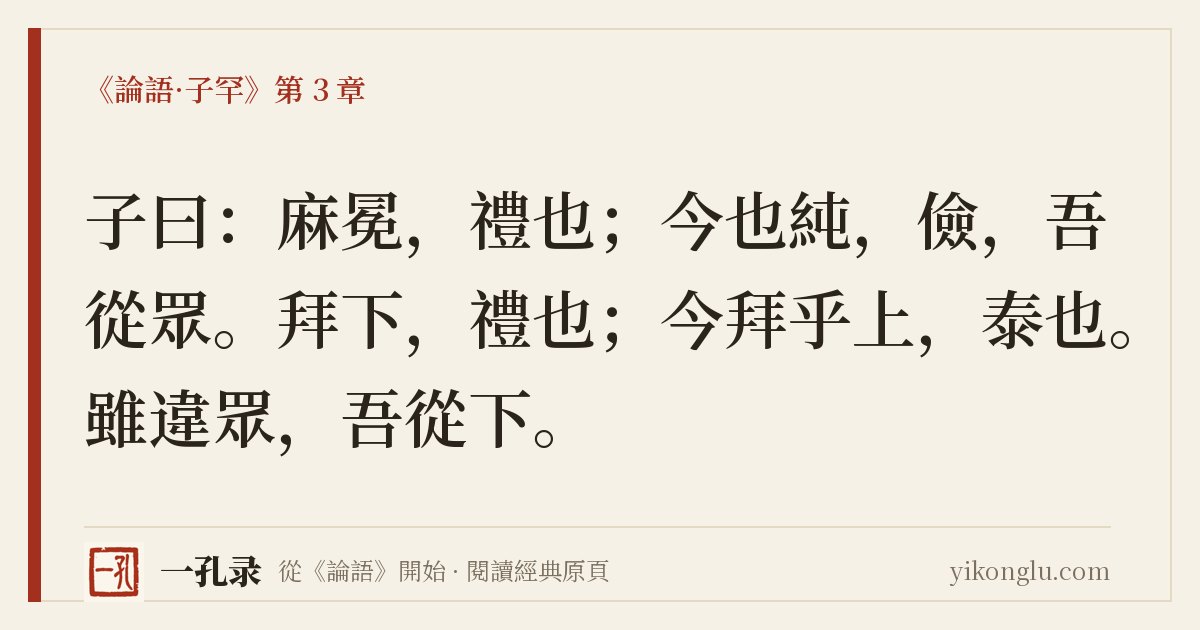 《論語·子罕》第 3 章
子曰：麻冕，禮也；今也純，儉，吾
從眾。拜下，禮也；今拜乎上，泰也。
雖違眾，吾從下。
一孔
一孔录 從《論語》開始 · 閱讀經典原頁
yikonglu.com